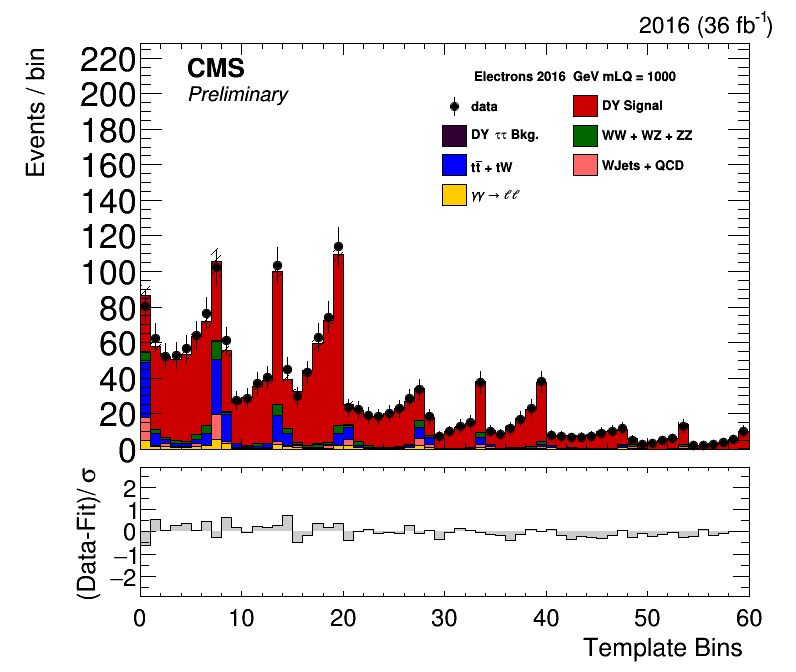 2016 (36 fb-1)
CMS
Preliminary
Electrons 2016 GeV mLQ = 1000
data
DY Signal
DY ττ Bkg.
WW + WZ + ZZ
tt̅ + tW
WJets + QCD
γγ → ℓℓ
Events / bin
220
200
180
160
140
120
100
80
60
40
20
0
(Data-Fit)/ σ
2
1
0
−1
−2
0 10 20 30 40 50 60
Template Bins